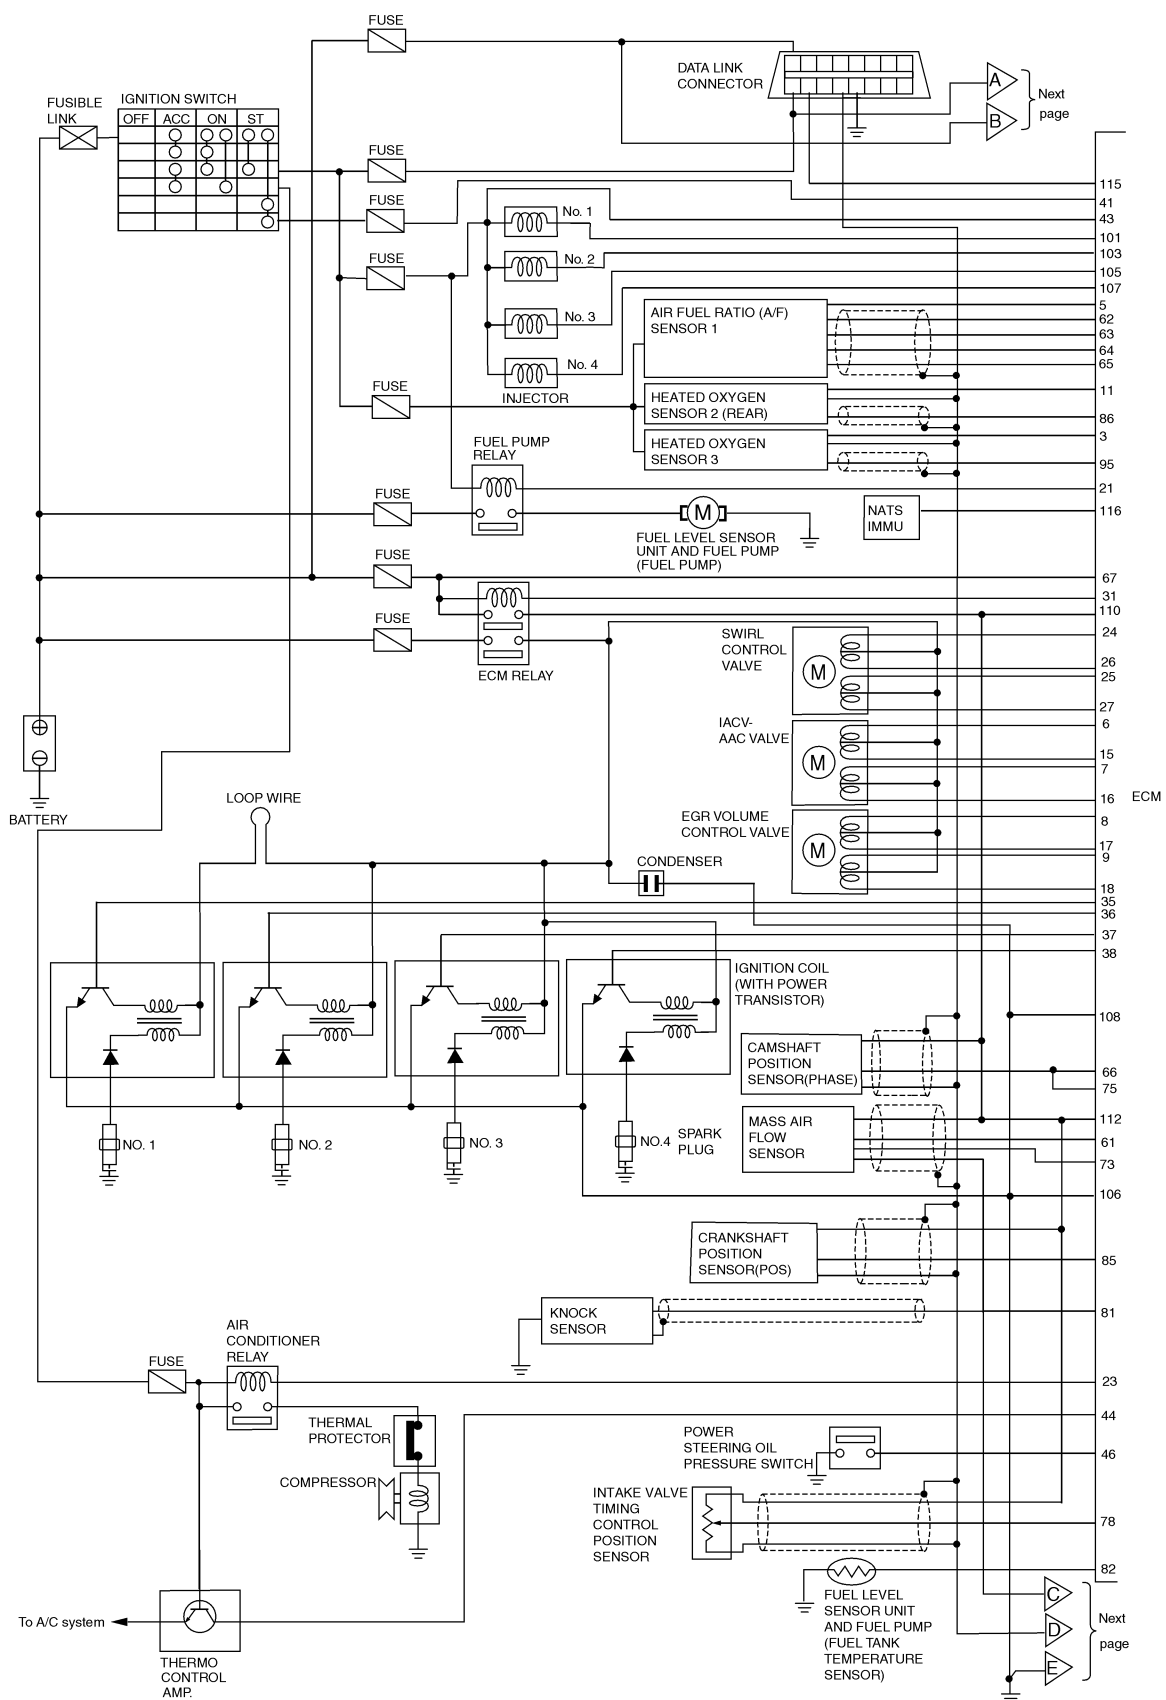 FUSE
DATA LINK
CONNECTOR
A
B
Next
page
FUSIBLE
LINK
IGNITION SWITCH
OFF
ACC
ON
ST
FUSE
FUSE
FUSE
FUSE
No. 1
No. 2
No. 3
No. 4
INJECTOR
AIR FUEL RATIO (A/F)
SENSOR 1
HEATED OXYGEN
SENSOR 2 (REAR)
HEATED OXYGEN
SENSOR 3
115
41
43
101
103
105
107
5
62
63
64
65
11
86
3
95
21
116
FUEL PUMP
RELAY
FUSE
M
FUEL LEVEL SENSOR
UNIT AND FUEL PUMP
(FUEL PUMP)
NATS
IMMU
FUSE
FUSE
ECM RELAY
67
31
110
24
26
25
27
6
15
7
16
8
17
9
18
35
36
37
38
ECM
SWIRL
CONTROL
VALVE
M
IACV-
AAC VALVE
M
EGR VOLUME
CONTROL VALVE
M
BATTERY
LOOP WIRE
CONDENSER
IGNITION COIL
(WITH POWER
TRANSISTOR)
NO. 1
NO. 2
NO. 3
NO.4
SPARK
PLUG
CAMSHAFT
POSITION
SENSOR(PHASE)
MASS AIR
FLOW
SENSOR
CRANKSHAFT
POSITION
SENSOR(POS)
KNOCK
SENSOR
108
66
75
112
61
73
106
85
81
23
44
46
78
82
AIR
CONDITIONER
RELAY
FUSE
THERMAL
PROTECTOR
COMPRESSOR
POWER
STEERING OIL
PRESSURE SWITCH
INTAKE VALVE
TIMING
CONTROL
POSITION
SENSOR
FUEL LEVEL
SENSOR UNIT
AND FUEL PUMP
(FUEL TANK
TEMPERATURE
SENSOR)
C
D
E
Next
page
To A/C system
THERMO
CONTROL
AMP.